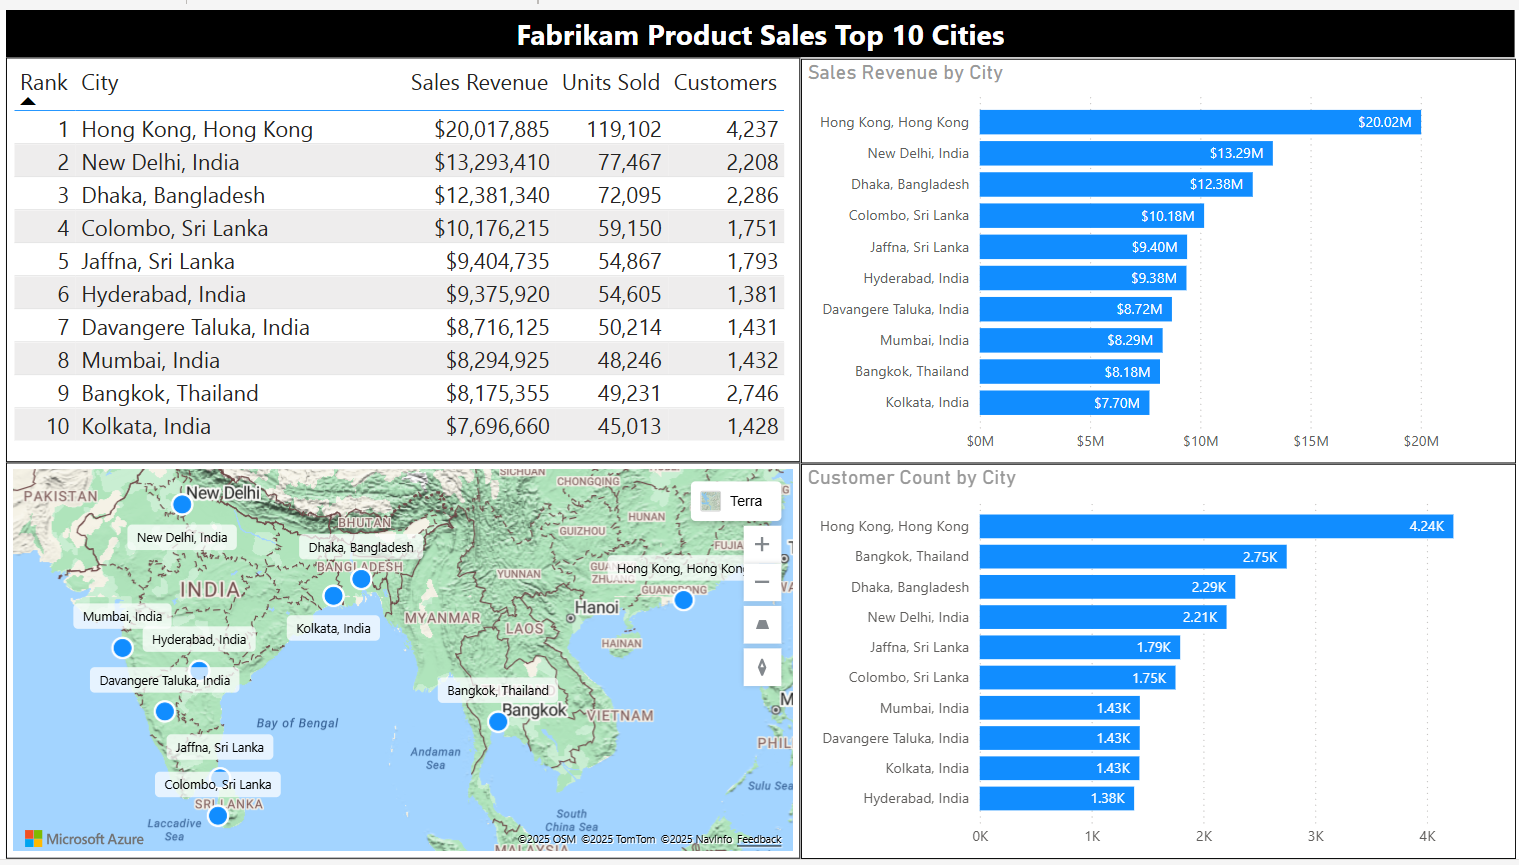 Fabrikam Product Sales Top 10 Cities
Rank City Sales Revenue Units Sold Customers
1 Hong Kong, Hong Kong $20,017,885 119,102 4,237
2 New Delhi, India $13,293,410 77,467 2,208
3 Dhaka, Bangladesh $12,381,340 72,095 2,286
4 Colombo, Sri Lanka $10,176,215 59,150 1,751
5 Jaffna, Sri Lanka $9,404,735 54,867 1,793
6 Hyderabad, India $9,375,920 54,605 1,381
7 Davangere Taluka, India $8,716,125 50,214 1,431
8 Mumbai, India $8,294,925 48,246 1,432
9 Bangkok, Thailand $8,175,355 49,231 2,746
10 Kolkata, India $7,696,660 45,013 1,428
Sales Revenue by City
Hong Kong, Hong Kong $20.02M
New Delhi, India $13.29M
Dhaka, Bangladesh $12.38M
Colombo, Sri Lanka $10.18M
Jaffna, Sri Lanka $9.40M
Hyderabad, India $9.38M
Davangere Taluka, India $8.72M
Mumbai, India $8.29M
Bangkok, Thailand $8.18M
Kolkata, India $7.70M
$0M $5M $10M $15M $20M
SICHUAN
CHONGQING
PAKISTAN
New Delhi
Terra
BHUTAN
HUNAN
GUIZHOU
New Delhi, India
Dhaka, Bangladesh
FUJIA
BANGLADESH
YUNNAN
Hong Kong, Hong Kon
INDIA
GUANGDONG
Mumbai, India
Hanoi
MYANMAR
Kolkata, India
LAOS
Hyderabad, India
HAINAN
Davangere Taluka, India
Bangkok, Thailand
Bangkok
VIETNAM
Bay of Bengal
Jaffna, Sri Lanka
Andaman
Sea
PHIL
Colombo, Sri Lanka
Sulu Sea
SRI LANKA
Laccadive
Sea
South
China Sea
Microsoft Azure
©2025 OSM ©2025 TomTom ©2025 NavInfo Feedback
MALAYSIA
Customer Count by City
Hong Kong, Hong Kong 4.24K
Bangkok, Thailand 2.75K
Dhaka, Bangladesh 2.29K
New Delhi, India 2.21K
Jaffna, Sri Lanka 1.79K
Colombo, Sri Lanka 1.75K
Mumbai, India 1.43K
Davangere Taluka, India 1.43K
Kolkata, India 1.43K
Hyderabad, India 1.38K
0K 1K 2K 3K 4K